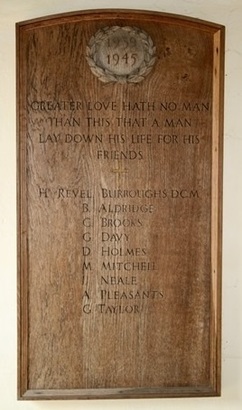 1939
1945
GREATER LOVE HATH NO MAN
THAN THIS THAT A MAN
LAY DOWN HIS LIFE FOR HIS
FRIENDS
H. REVEL BURROUGHS. D.C.M.
B. ALDRIDGE
G BROOKS
G DAVY
D HOLMES
M MITCHELL
NEALE
A PLEASANTS
G TAYLOR